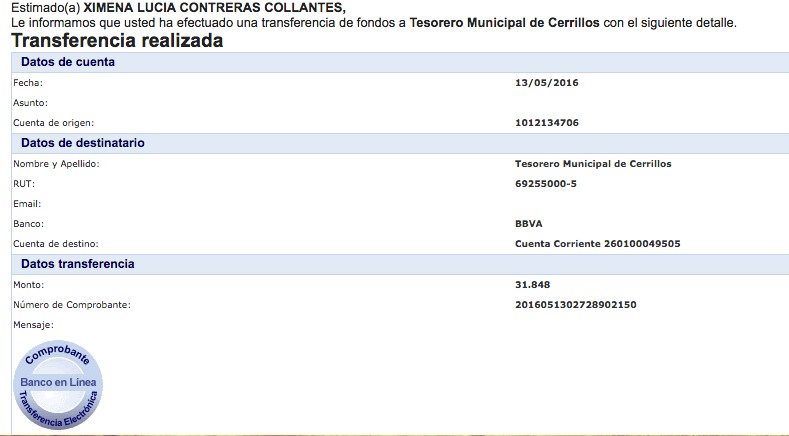 Estimado(a) XIMENA LUCIA CONTRERAS COLLANTES,
Le informamos que usted ha efectuado una transferencia de fondos a Tesorero Municipal de Cerrillos con el siguiente detalle.
Transferencia realizada
Datos de cuenta
Fecha: 13/05/2016
Asunto:
Cuenta de origen: 1012134706
Datos de destinatario
Nombre y Apellido: Tesorero Municipal de Cerrillos
RUT: 69255000-5
Email:
Banco: BBVA
Cuenta de destino: Cuenta Corriente 260100049505
Datos transferencia
Monto: 31.848
Número de Comprobante: 2016051302728902150
Mensaje:
Comprobante
Banco en Línea
Transferencia Electrónica